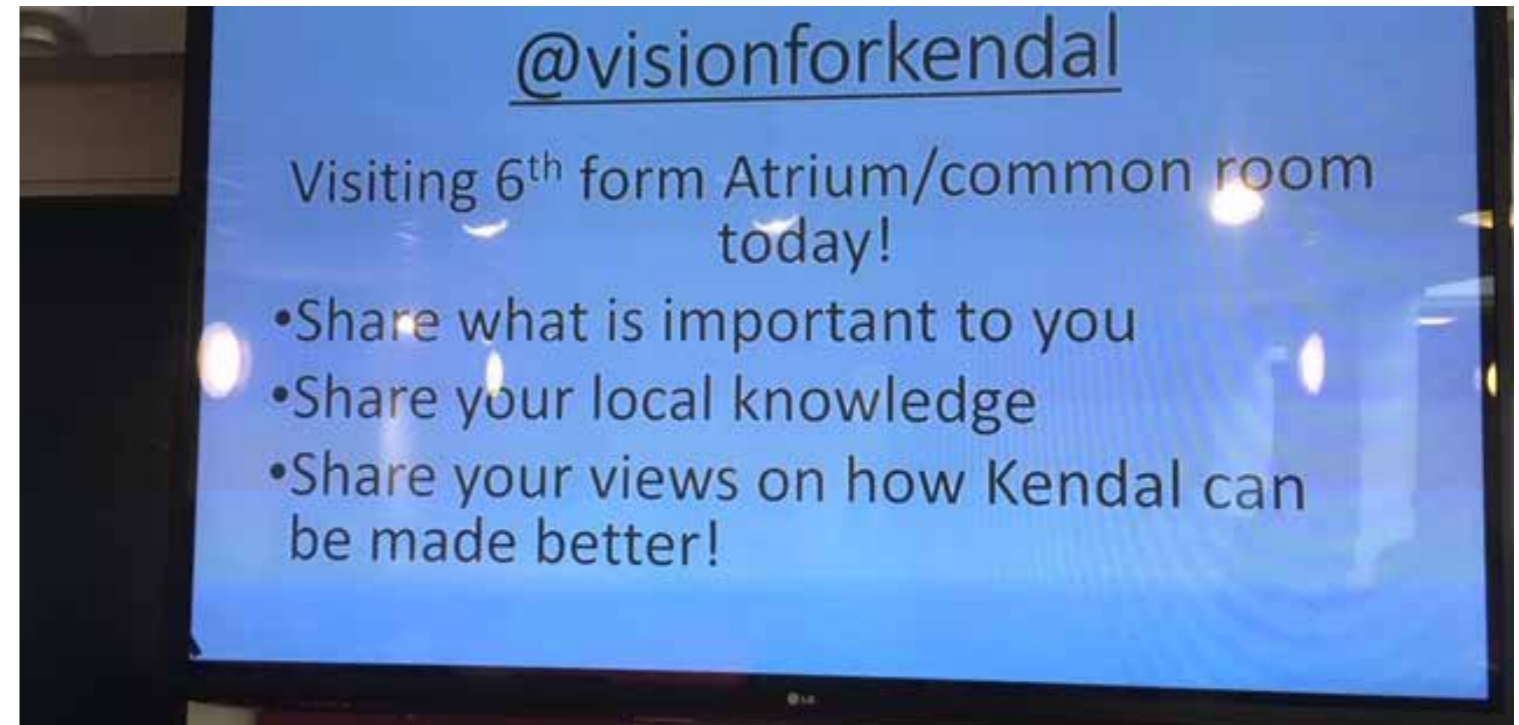 @visionforkendal
Visiting 6th form Atrium/common room
today!
•Share what is important to you
•Share your local knowledge
•Share your views on how Kendal can
be made better!
LG